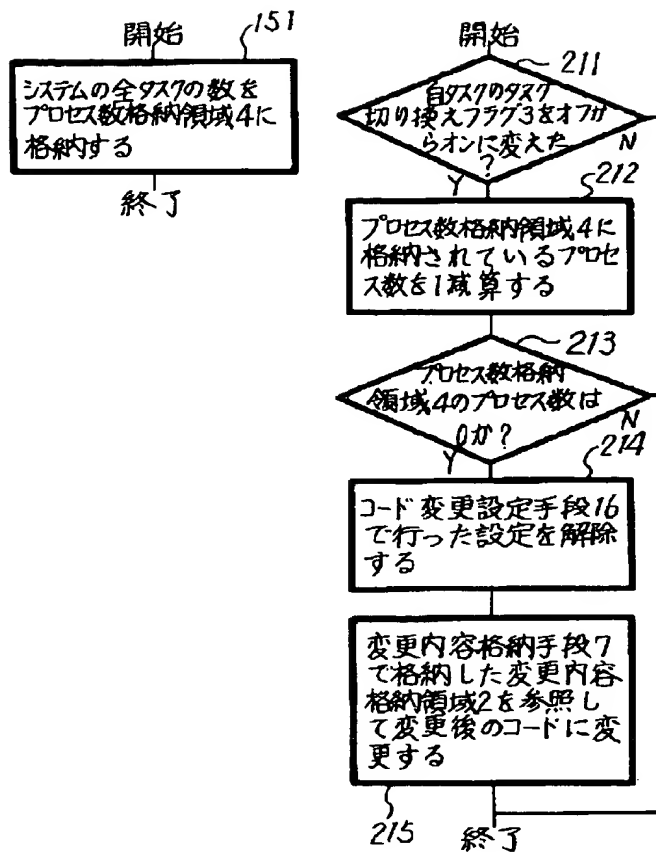 開始
151
システムの全タスクの数を
プロセス数格納領域4に
格納する
終了
開始
211
自タスクのタスク
切り換えフラグ3をオフか
らオンに変えた
?
N
Y
212
プロセス数格納領域4に
格納されているプロセ
ス数を1減算する
213
プロセス数格納
領域4のプロセス数は
0か?
N
Y
214
コード変更設定手段16
で行った設定を解除
する
変更内容格納手段7
で格納した変更内容
格納領域2を参照し
て変更後のコードに変
更する
215
終了